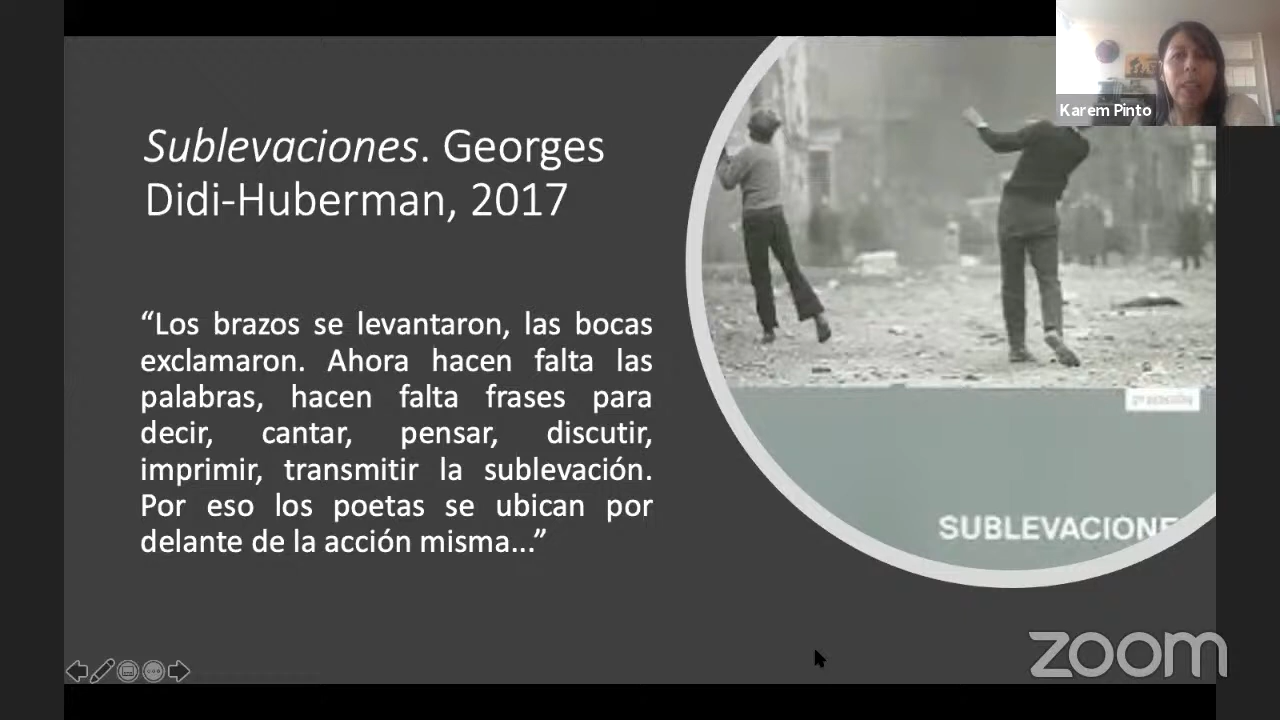 Karem Pinto
Sublevaciones. Georges
Didi-Huberman, 2017
“Los brazos se levantaron, las bocas
exclamaron. Ahora hacen falta las
palabras, hacen falta frases para
decir, cantar, pensar, discutir,
imprimir, transmitir la sublevación.
Por eso los poetas se ubican por
delante de la acción misma...”
SUBLEVACIONE
zoom